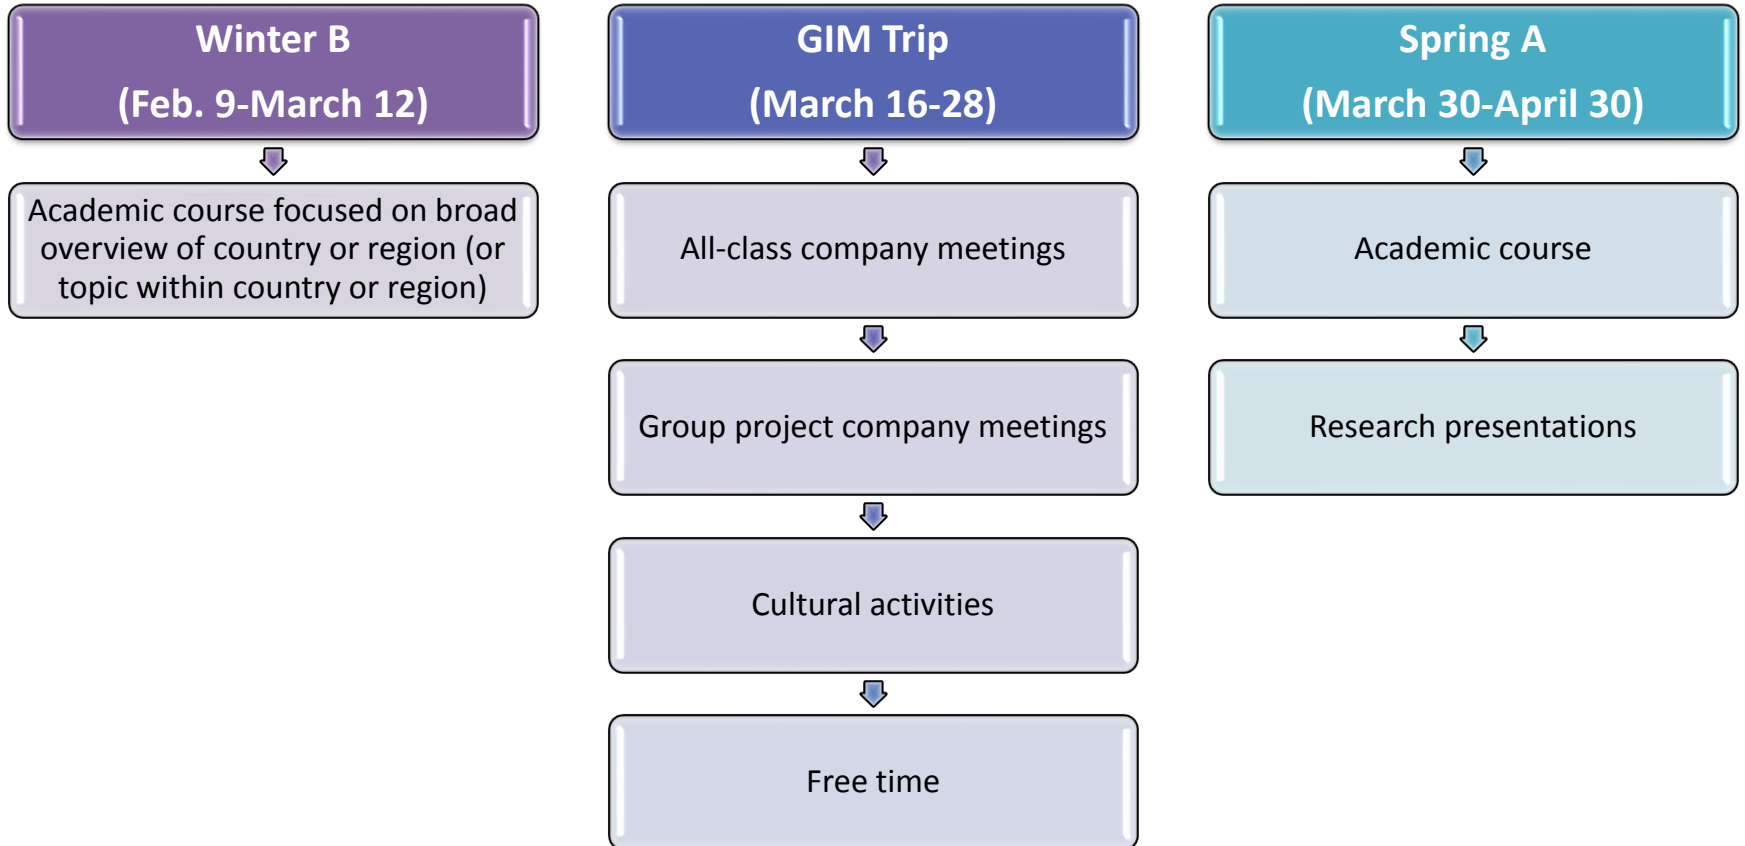 Winter B
(Feb. 9-March 12)
Academic course focused on broad
overview of country or region (or
topic within country or region)
GIM Trip
(March 16-28)
All-class company meetings
Group project company meetings
Cultural activities
Free time
Spring A
(March 30-April 30)
Academic course
Research presentations